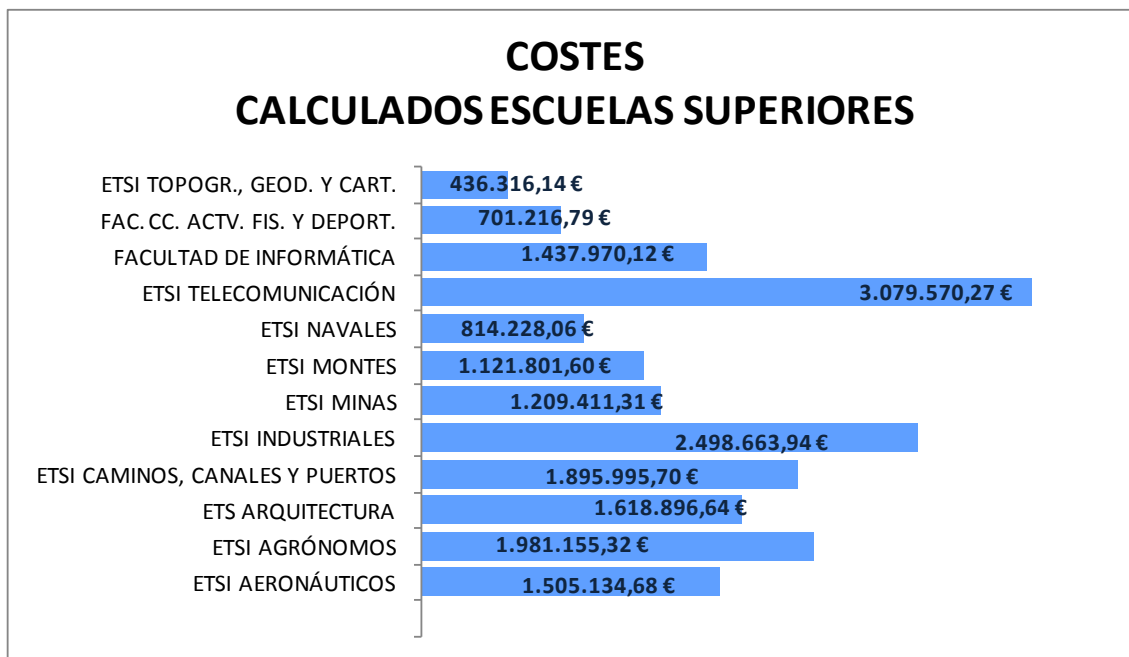 COSTES
CALCULADOS ESCUELAS SUPERIORES
ETSI TOPOGR., GEOD. Y CART. 436.316,14 €
FAC. CC. ACTV. FIS. Y DEPORT. 701.216,79 €
FACULTAD DE INFORMÁTICA 1.437.970,12 €
ETSI TELECOMUNICACIÓN 3.079.570,27 €
ETSI NAVALES 814.228,06 €
ETSI MONTES 1.121.801,60 €
ETSI MINAS 1.209.411,31 €
ETSI INDUSTRIALES 2.498.663,94 €
ETSI CAMINOS, CANALES Y PUERTOS 1.895.995,70 €
ETS ARQUITECTURA 1.618.896,64 €
ETSI AGRÓNOMOS 1.981.155,32 €
ETSI AERONÁUTICOS 1.505.134,68 €